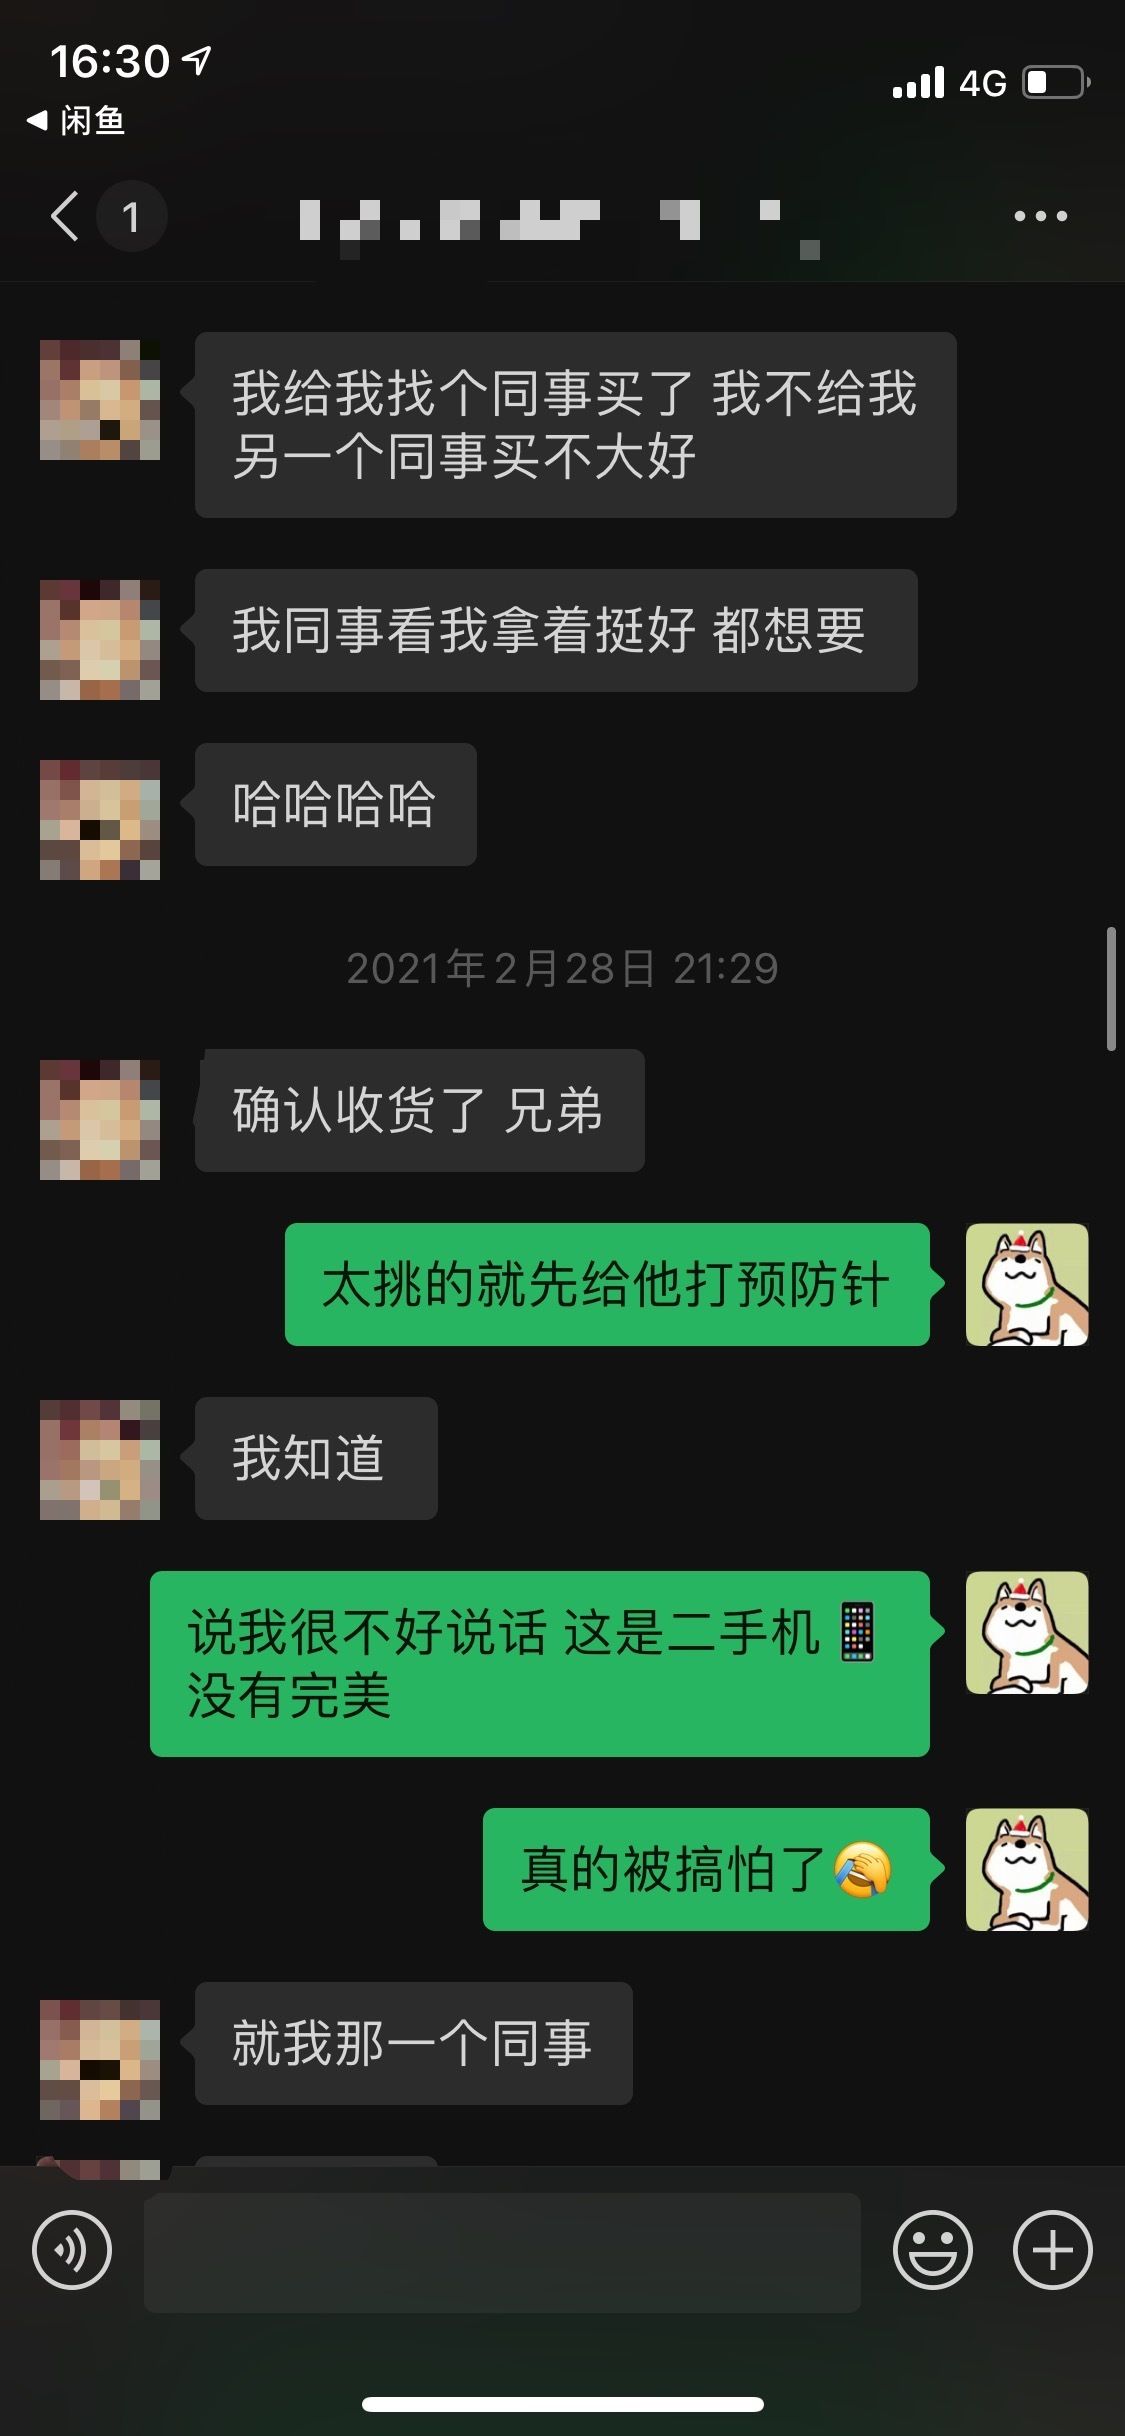 16:30
4G
闲鱼
1
我给我找个同事买了 我不给我
另一个同事买不大好
我同事看我拿着挺好 都想要
哈哈哈哈
2021年2月28日 21:29
确认收货了 兄弟
太挑的就先给他打预防针
我知道
说我很不好说话 这是二手机📱
没有完美
真的被搞怕了🤦
就我那一个同事